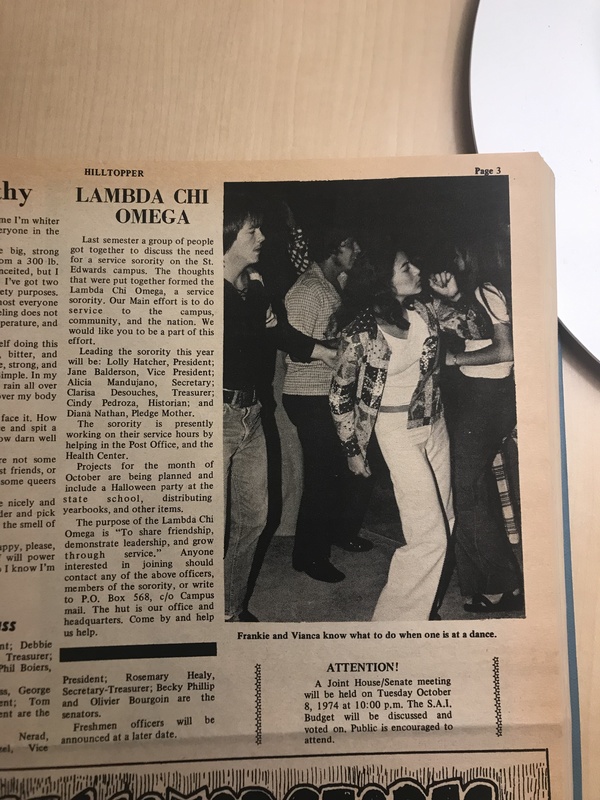 HILLTOPPER
Page 3
thy
me I'm whiter
everyone in the
e big, strong
om a 300 lb.
nceited, but I
I've got two
ety purposes.
most everyone
eling does not
perature, and
elf doing this
, bitter, and
e, strong, and
simple. In my
rain all over
over my body
face it. How
e and spit a
ow darn well
re not some
st friends, or
some queers
e nicely and
der and pick
the smell of
appy, please,
f will power
o I know I'm
ass
nt; Debbie
Treasurer;
Phil Boiers,
ss, George
ent; Tom
ent are the
Nerad,
eel, Vice
LAMBDA CHI
OMEGA
Last semester a group of people
got together to discuss the need
for a service sorority on the St.
Edwards campus. The thoughts
that were put together formed the
Lambda Chi Omega, a service
sorority. Our Main effort is to do
service to the campus,
community, and the nation. We
would like you to be a part of this
effort.
Leading the sorority this year
will be: Lolly Hatcher, President;
Jane Balderson, Vice President;
Alicia Mandujano, Secretary;
Clarisa Desouches, Treasurer;
Cindy Pedroza, Historian; and
Diana Nathan, Pledge Mother.
The sorority is presently
working on their service hours by
helping in the Post Office, and the
Health Center.
Projects for the month of
October are being planned and
include a Halloween party at the
state school, distributing
yearbooks, and other items.
The purpose of the Lambda Chi
Omega is "To share friendship,
demonstrate leadership, and grow
through service." Anyone
interested in joining should
contact any of the above officers,
members of the sorority, or write
to P.O. Box 568, c/o Campus
mail. The hut is our office and
headquarters. Come by and help
us help.
President; Rosemary Healy,
Secretary-Treasurer; Becky Phillip
and Olivier Bourgoin are the
senators.
Freshmen officers will be
announced at a later date.
Frankie and Vianca know what to do when one is at a dance.
ATTENTION!
A Joint House/Senate meeting
will be held on Tuesday October
8, 1974 at 10:00 p.m. The S.A.I.
Budget will be discussed and
voted on. Public is encouraged to
attend.